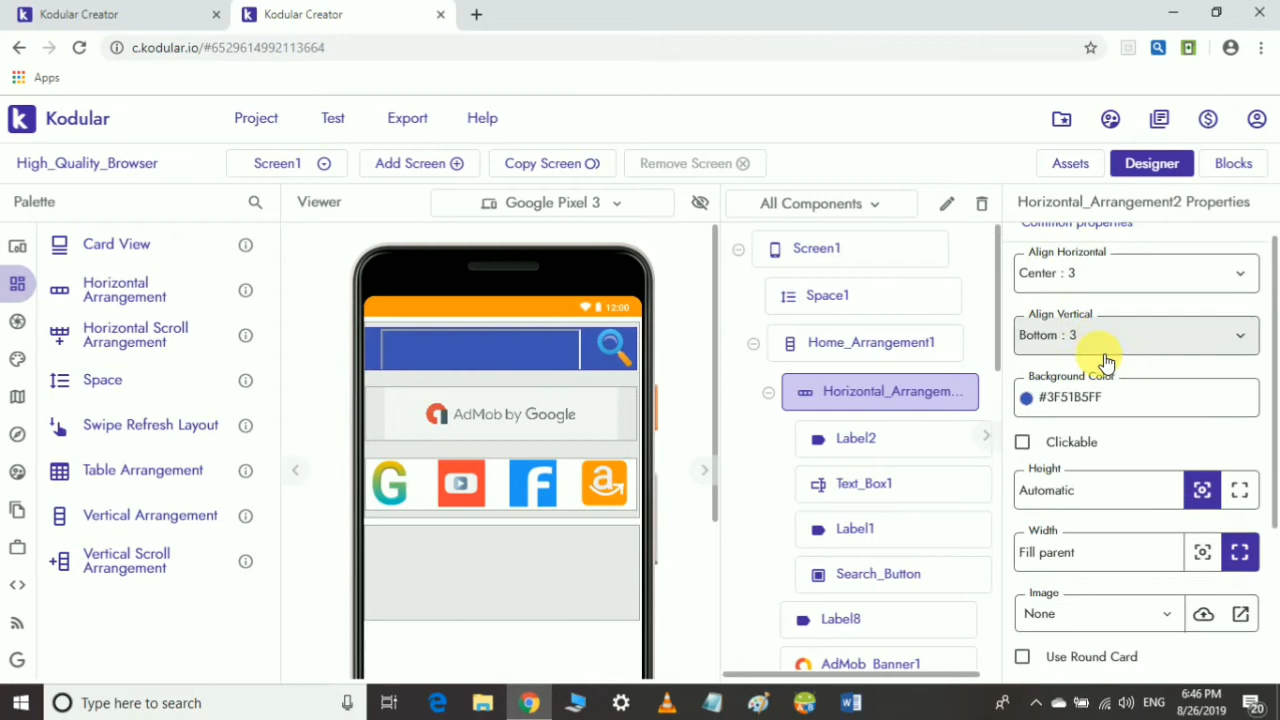 Kodular Creator
Kodular Creator
c.kodular.io/#6529614992113664
Apps
Kodular
Project
Test
Export
Help
High_Quality_Browser
Screen1
Add Screen
Copy Screen
Remove Screen
Assets
Designer
Blocks
Palette
Viewer
Google Pixel 3
All Components
Horizontal_Arrangement2 Properties
Common properties
Card View
Horizontal
Arrangement
Horizontal Scroll
Arrangement
Space
Swipe Refresh Layout
Table Arrangement
Vertical Arrangement
Vertical Scroll
Arrangement
12:00
AdMob by Google
Screen1
Space1
Home_Arrangement1
Horizontal_Arrangem...
Label2
Text_Box1
Label1
Search_Button
Label8
AdMob_Banner1
Align Horizontal
Center : 3
Align Vertical
Bottom : 3
Background Color
#3F51B5FF
Clickable
Height
Automatic
Width
Fill parent
Image
None
Use Round Card
Type here to search
ENG
6:46 PM
8/26/2019
20